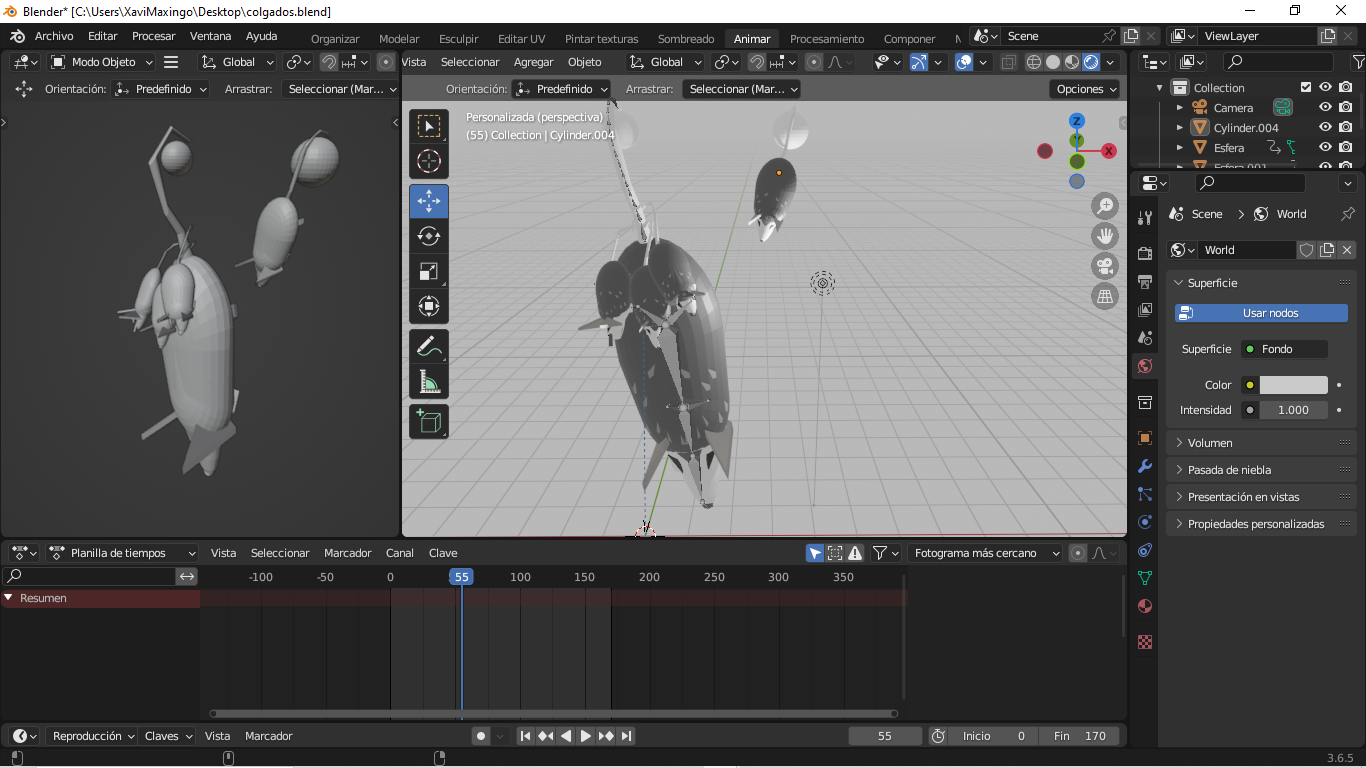 Blender* [C:\Users\XaviMaxingo\Desktop\colgados.blend]
Archivo Editar Procesar Ventana Ayuda Organizar Modelar Esculpir Editar UV Pintar texturas Sombreado Animar Procesamiento Componer Scene ViewLayer
Modo Objeto Global Vista Seleccionar Agregar Objeto Global
Orientación: Predefinido Arrastrar: Seleccionar (Mar... Orientación: Predefinido Arrastrar: Seleccionar (Mar... Opciones
Personalizada (perspectiva)
(55) Collection | Cylinder.004
Z
Y
X
Collection
Camera
Cylinder.004
Esfera
Esfera.001
Scene World
World
Superficie
Usar nodos
Superficie Fondo
Color
Intensidad 1.000
Volumen
Pasada de niebla
Presentación en vistas
Propiedades personalizadas
Planilla de tiempos Vista Seleccionar Marcador Canal Clave Fotograma más cercano
-100 -50 0 55 100 150 200 250 300 350
Resumen
Reproducción Claves Vista Marcador 55 Inicio 0 Fin 170
3.6.5